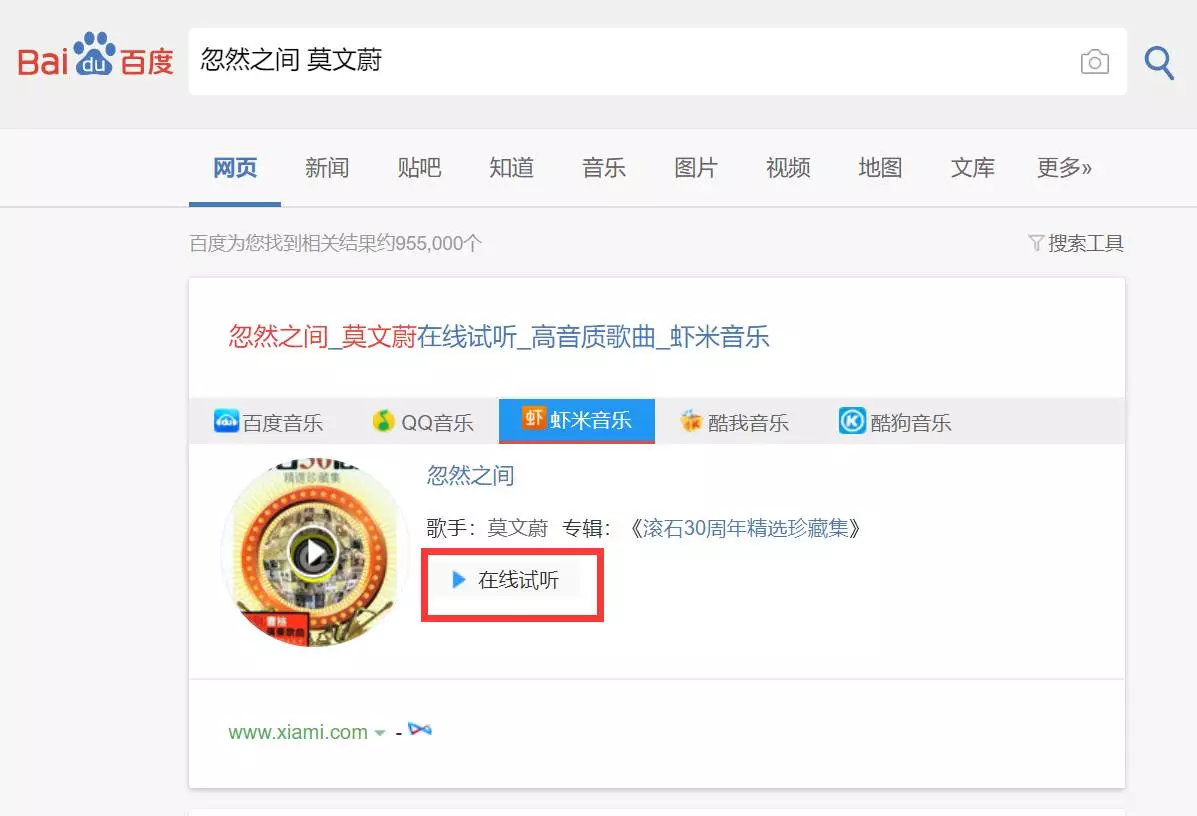 Bai du 百度
忽然之间 莫文蔚
网页 新闻 贴吧 知道 音乐 图片 视频 地图 文库 更多»
百度为您找到相关结果约955,000个 搜索工具
忽然之间_莫文蔚在线试听_高音质歌曲_虾米音乐
百度音乐 QQ音乐 虾 虾米音乐 酷我音乐 K 酷狗音乐
精选珍藏集
忽然之间
歌手：莫文蔚 专辑：《滚石30周年精选珍藏集》
在线试听
www.xiami.com -